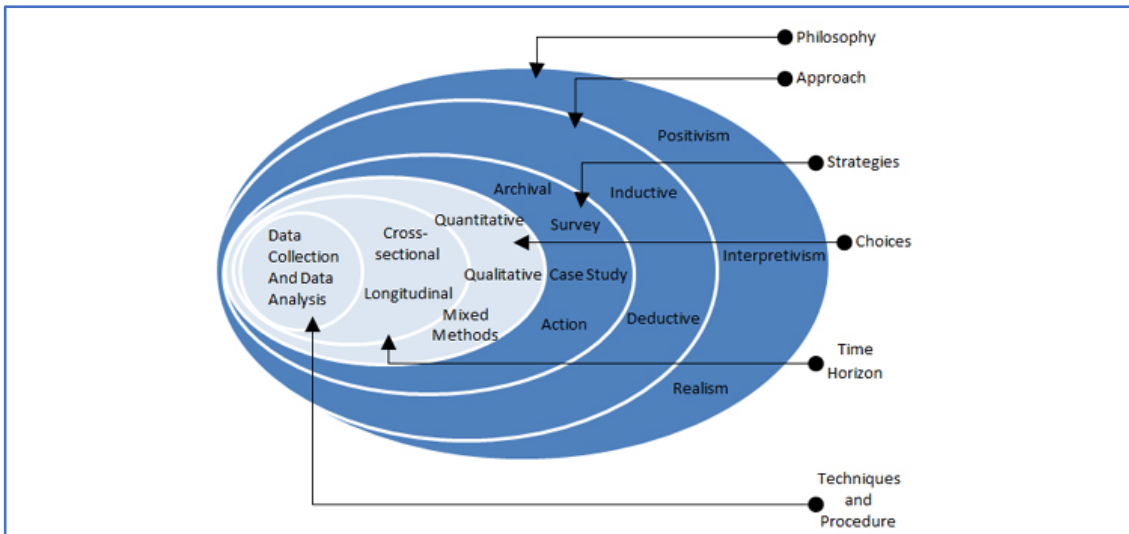 Philosophy
Approach
Positivism
Strategies
Archival
Inductive
Quantitative
Survey
Data
Collection
And Data
Analysis
Cross-
sectional
Choices
Interpretivism
Qualitative
Case Study
Longitudinal
Mixed
Methods
Action
Deductive
Time
Horizon
Realism
Techniques
and
Procedure